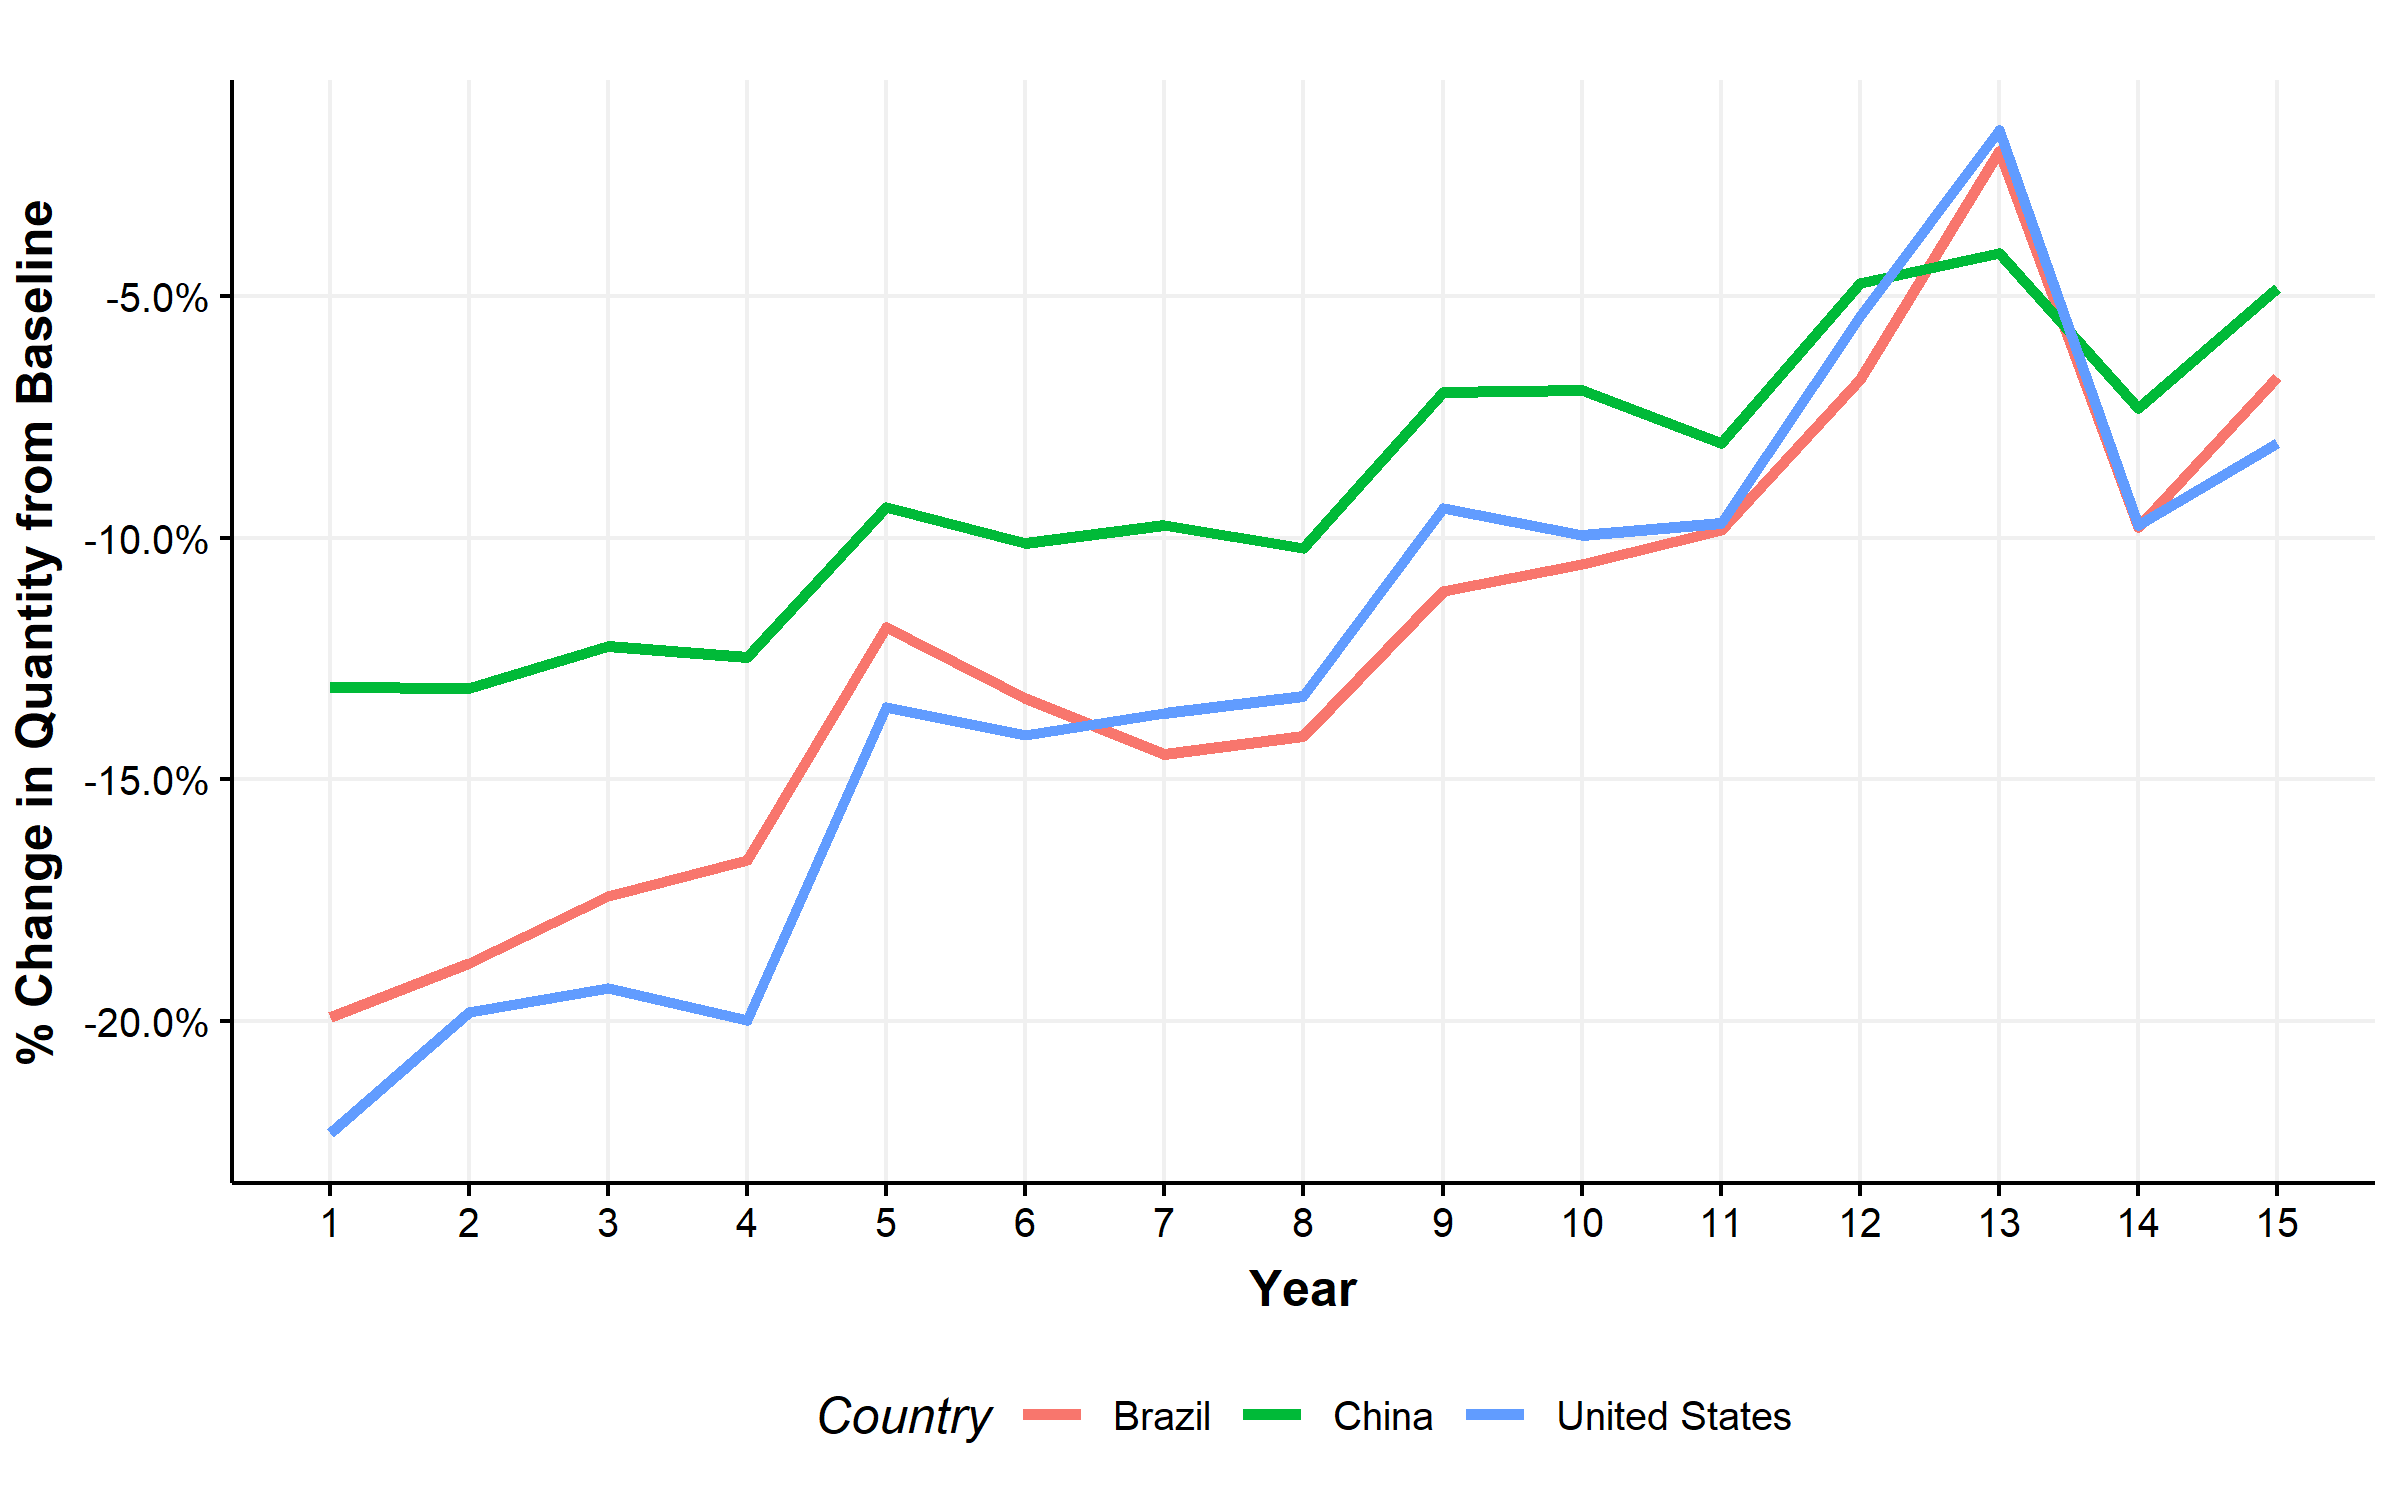 % Change in Quantity from Baseline
-5.0%
-10.0%
-15.0%
-20.0%
1 2 3 4 5 6 7 8 9 10 11 12 13 14 15
Year
Country Brazil China United States